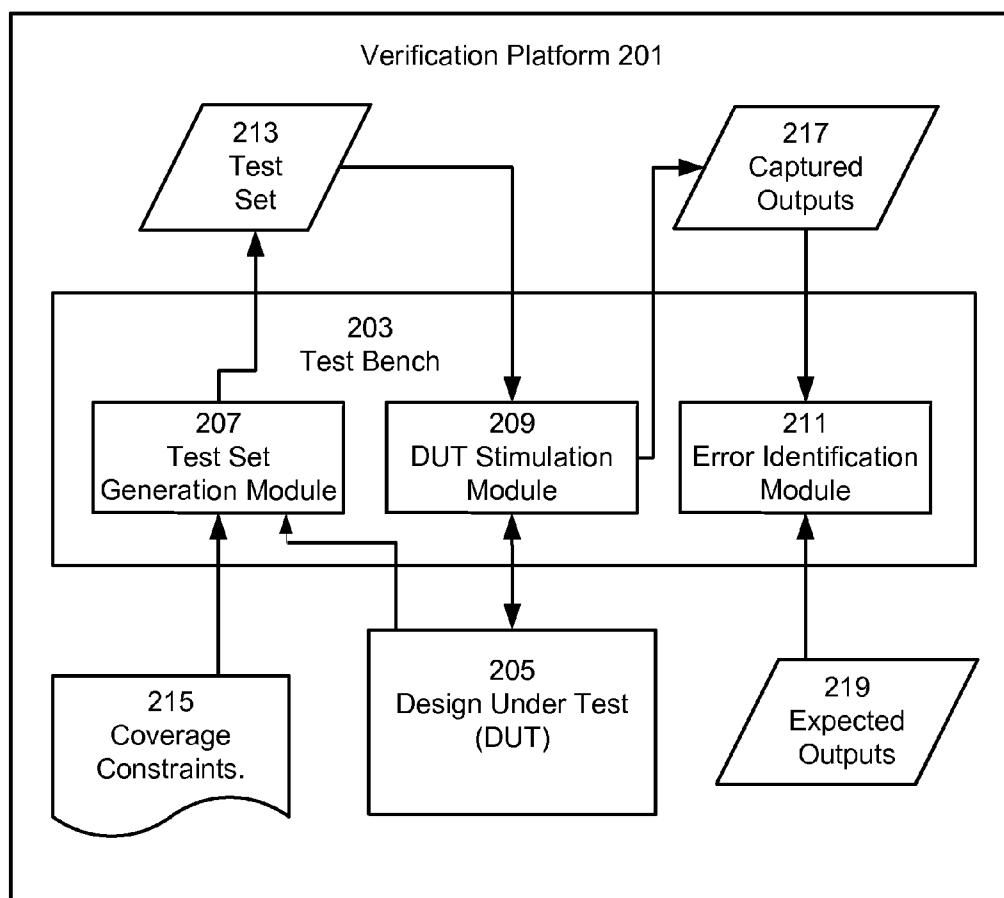 Verification Platform 201
213
Test
Set
217
Captured
Outputs
203
Test Bench
207
Test Set
Generation Module
209
DUT Stimulation
Module
211
Error Identification
Module
215
Coverage
Constraints.
205
Design Under Test
(DUT)
219
Expected
Outputs